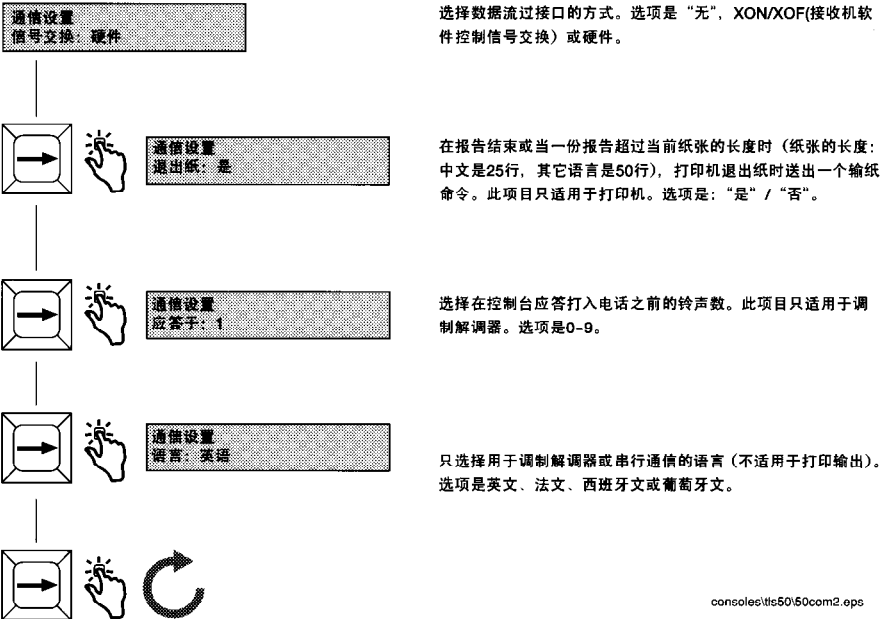 通信设置
信号交换: 硬件
选择数据流过接口的方式。选项是 “无”, XON/XOF(接收机软
件控制信号交换）或硬件。
通信设置
退出纸: 是
在报告结束或当一份报告超过当前纸张的长度时（纸张的长度:
中文是25行, 其它语言是50行), 打印机退出纸时送出一个输纸
命令。此项目只适用于打印机。选项是: “是” / “否”。
通信设置
应答于: 1
选择在控制台应答打入电话之前的铃声数。此项目只适用于调
制解调器。选项是0-9。
通信设置
语言: 英语
只选择用于调制解调器或串行通信的语言（不适用于打印输出)。
选项是英文、法文、西班牙文或葡萄牙文。
consoles\tls50\50com2.eps